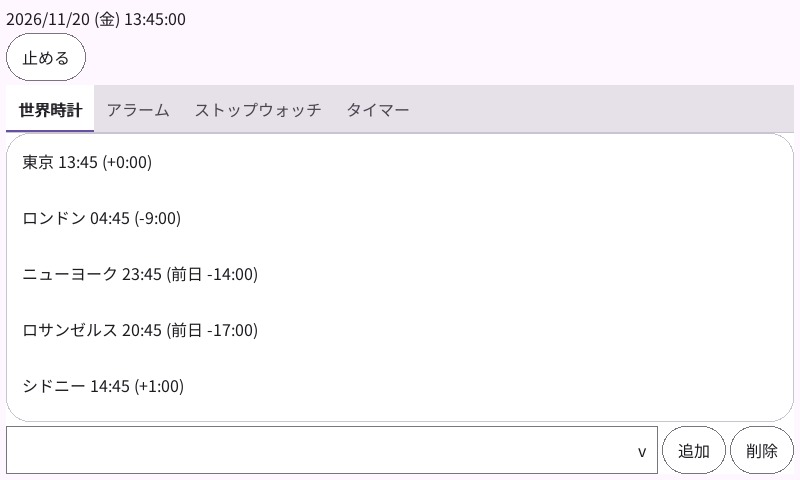 2026/11/20 (金) 13:45:00
止める
世界時計 アラーム ストップウォッチ タイマー
東京 13:45 (+0:00)
ロンドン 04:45 (-9:00)
ニューヨーク 23:45 (前日 -14:00)
ロサンゼルス 20:45 (前日 -17:00)
シドニー 14:45 (+1:00)
v 追加 削除